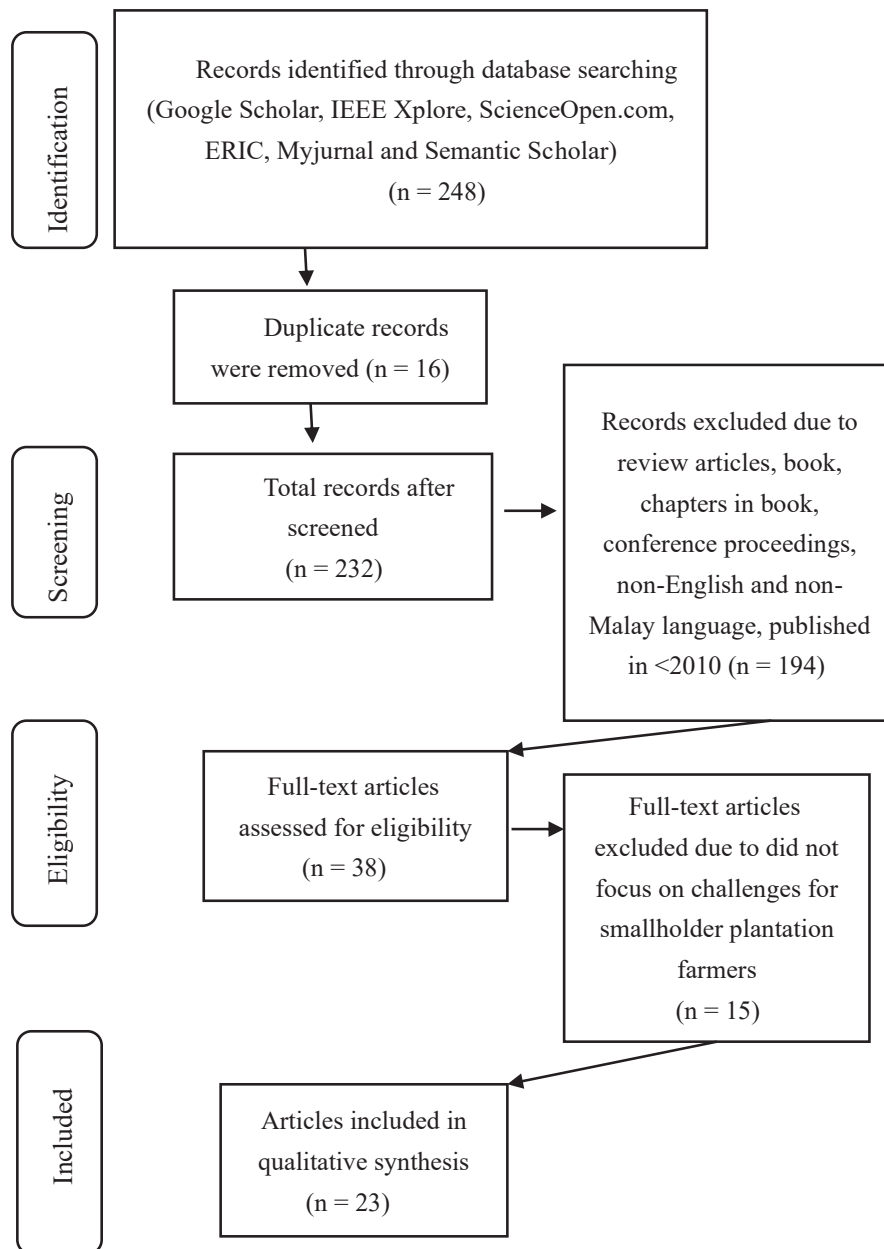 Identification
Records identified through database searching
(Google Scholar, IEEE Xplore, ScienceOpen.com,
ERIC, Myjurnal and Semantic Scholar)
(n = 248)
Duplicate records
were removed (n = 16)
Screening
Total records after
screened
(n = 232)
Records excluded due to
review articles, book,
chapters in book,
conference proceedings,
non-English and non-
Malay language, published
in <2010 (n = 194)
Eligibility
Full-text articles
assessed for eligibility
(n = 38)
Full-text articles
excluded due to did not
focus on challenges for
smallholder plantation
farmers
(n = 15)
Included
Articles included in
qualitative synthesis
(n = 23)